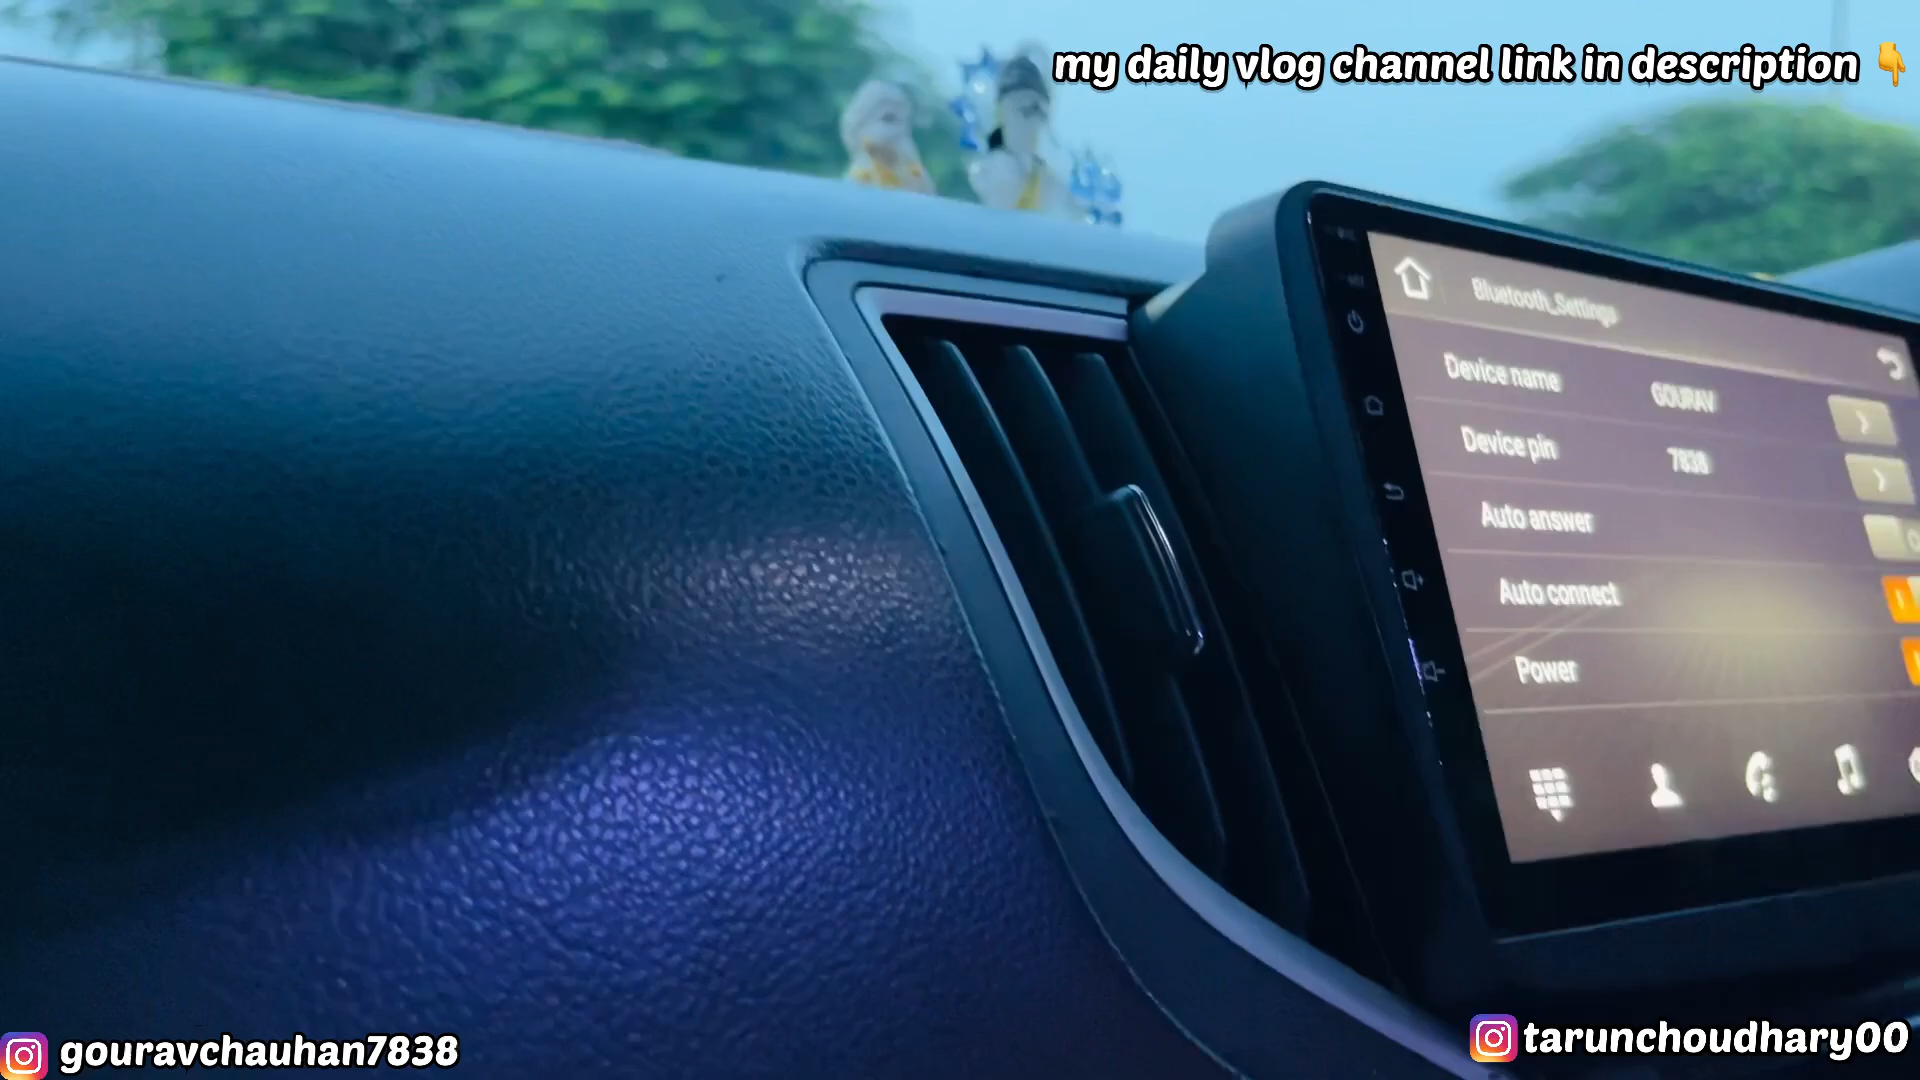 my daily vlog channel link in description 👇
Bluetooth_Settings
Device name GOURAV
Device pin 7838
Auto answer
Auto connect
Power
gouravchauhan7838
tarunchoudhary00